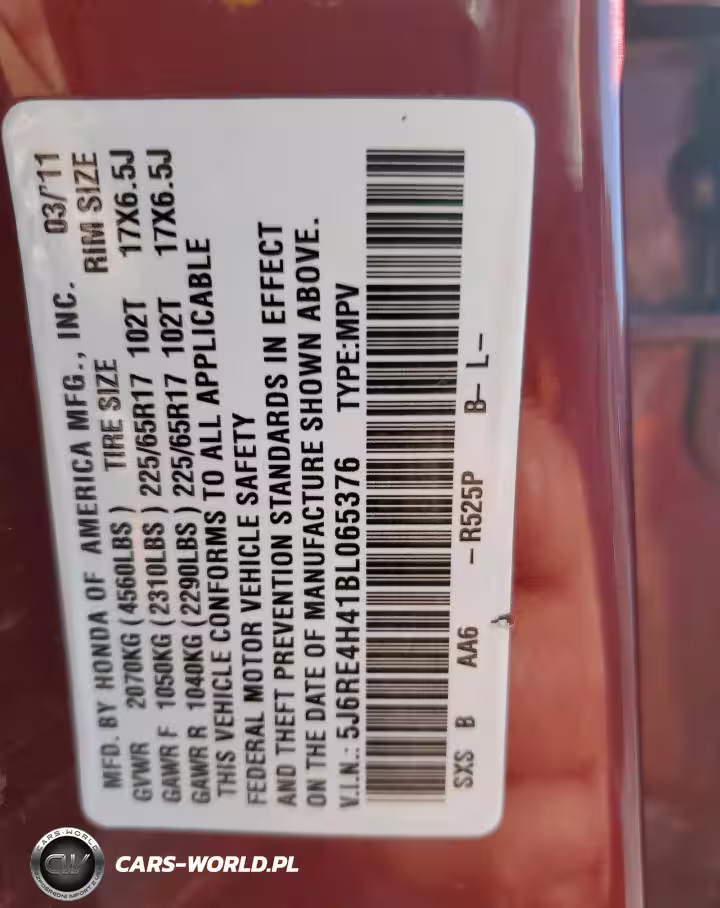 MFD. BY HONDA OF AMERICA MFG., INC. 03/'11
TIRE SIZE RIM SIZE
GVWR 2070KG (4560LBS)
GAWR F 1050KG (2310LBS) 225/65R17 102T 17X6.5J
GAWR R 1040KG (2290LBS) 225/65R17 102T 17X6.5J
THIS VEHICLE CONFORMS TO ALL APPLICABLE
FEDERAL MOTOR VEHICLE SAFETY
AND THEFT PREVENTION STANDARDS IN EFFECT
ON THE DATE OF MANUFACTURE SHOWN ABOVE.
V.I.N.: 5J6RE4H41BL065376 TYPE:MPV
SXS B AA6 -R525P B- L-
CARS-WORLD
CW
CARS-WORLD.PL